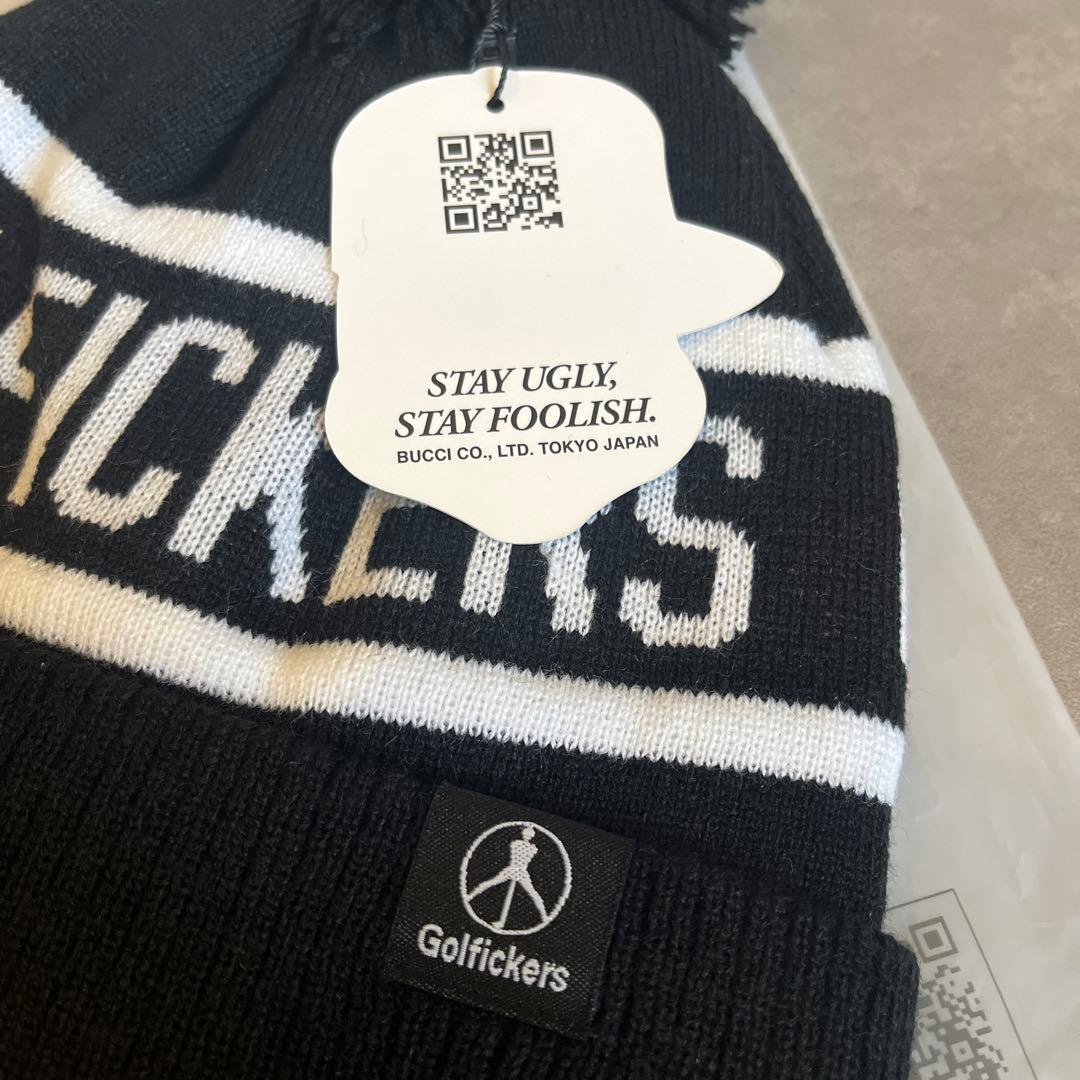 STAY UGLY,
STAY FOOLISH.
BUCCI CO., LTD. TOKYO JAPAN
FICKERS
Golfickers